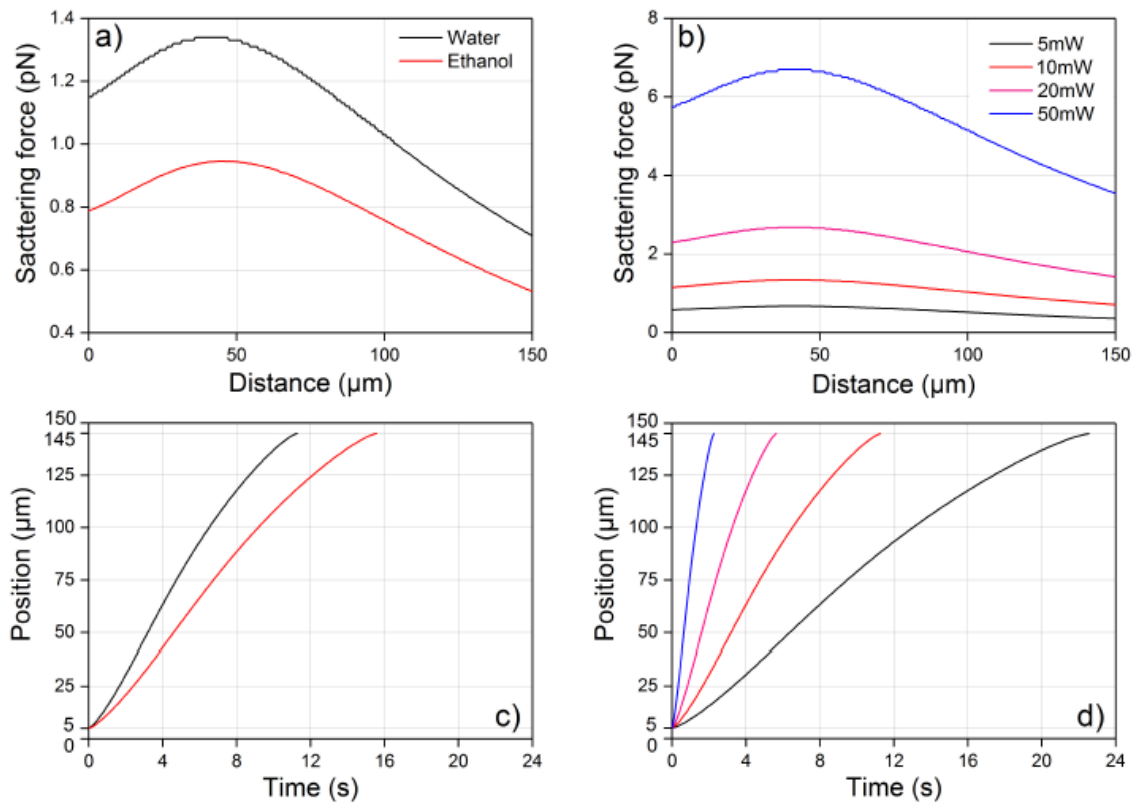 a)
Water
Ethanol
Sacttering force (pN)
1.4
1.2
1.0
0.8
0.6
0.4
0
50
100
150
Distance (µm)
b)
5mW
10mW
20mW
50mW
Sacttering force (pN)
8
6
4
2
0
0
50
100
150
Distance (µm)
Position (µm)
150
145
125
100
75
50
25
5
0
c)
0
4
8
12
16
20
24
Time (s)
Position (µm)
150
145
125
100
75
50
25
5
0
d)
0
4
8
12
16
20
24
Time (s)